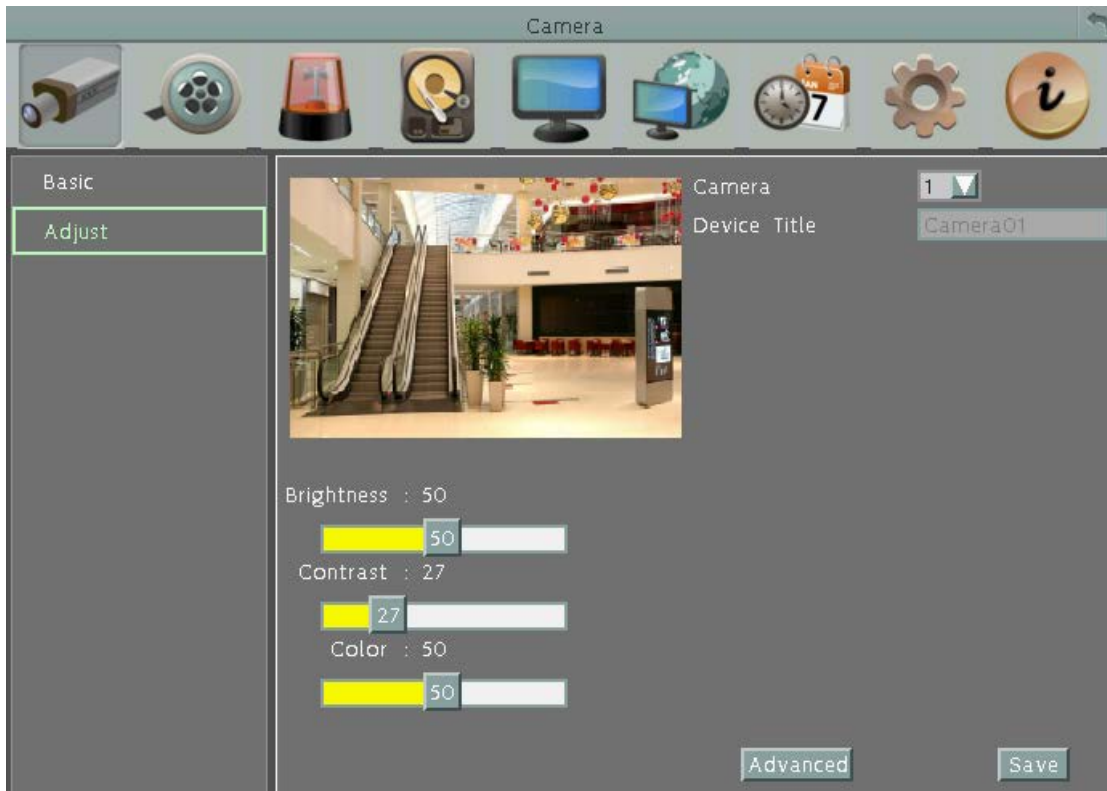 Camera
7
i
Basic
Adjust
Camera 1
Device Title Camera01
Brightness : 50
50
Contrast : 27
27
Color : 50
50
Advanced
Save